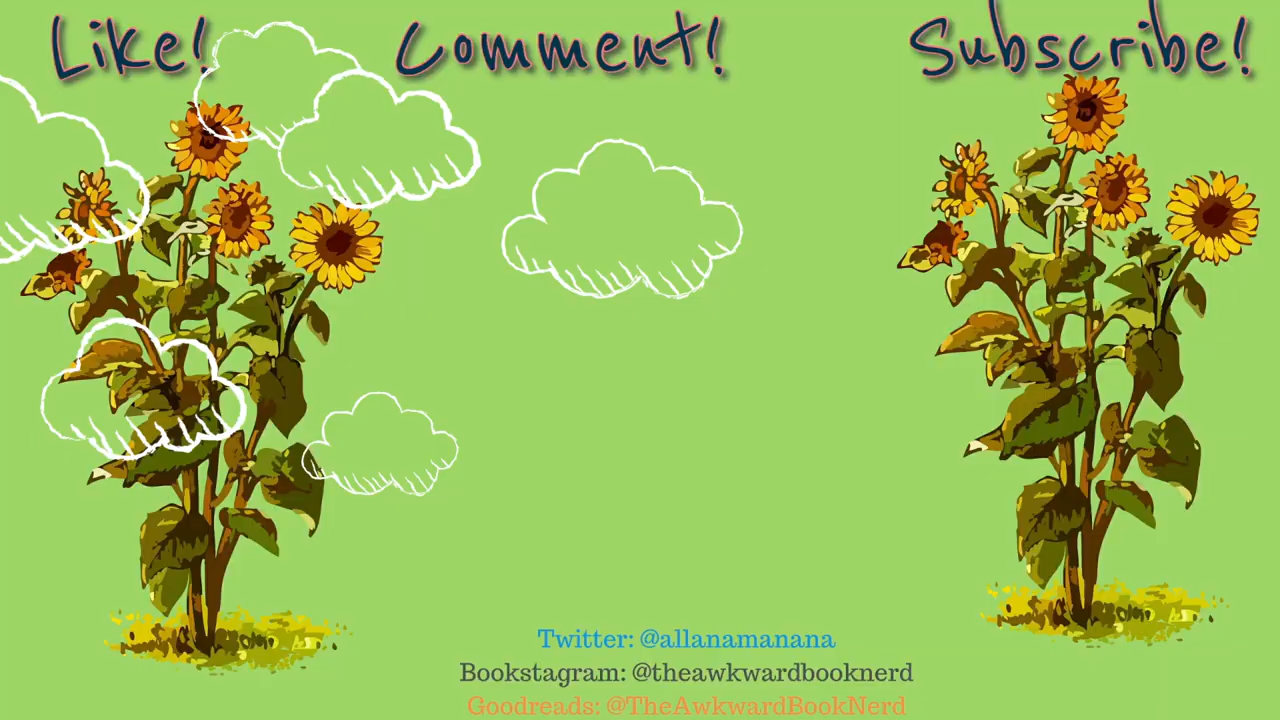 Like! Comment! Subscribe!
Twitter: @allanamanana
Bookstagram: @theawkwardbooknerd
Goodreads: @TheAwkwardBookNerd